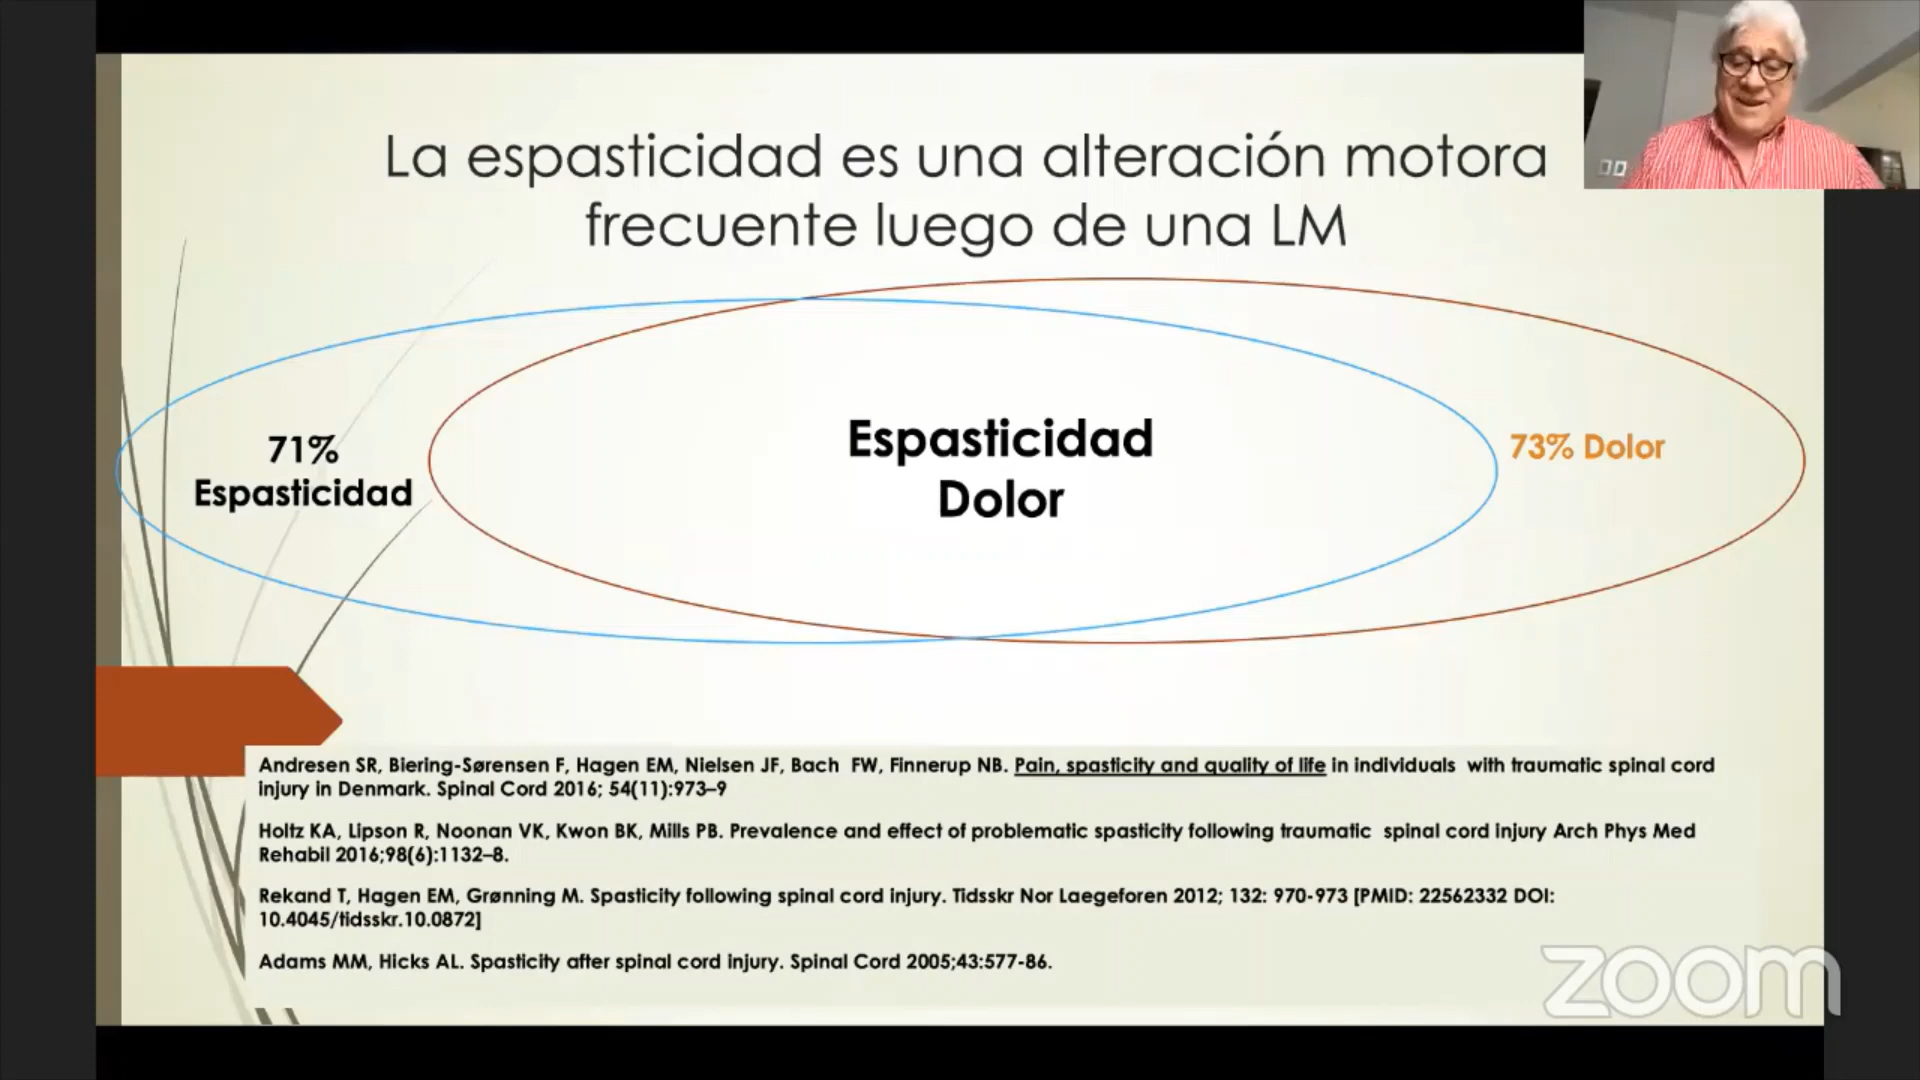 La espasticidad es una alteración motora
frecuente luego de una LM
71%
Espasticidad
Espasticidad
Dolor
73% Dolor
Andresen SR, Biering-Sørensen F, Hagen EM, Nielsen JF, Bach FW, Finnerup NB. Pain, spasticity and quality of life in individuals with traumatic spinal cord
injury in Denmark. Spinal Cord 2016; 54(11):973–9
Holtz KA, Lipson R, Noonan VK, Kwon BK, Mills PB. Prevalence and effect of problematic spasticity following traumatic spinal cord injury Arch Phys Med
Rehabil 2016;98(6):1132–8.
Rekand T, Hagen EM, Grønning M. Spasticity following spinal cord injury. Tidsskr Nor Laegeforen 2012; 132: 970-973 [PMID: 22562332 DOI:
10.4045/tidsskr.10.0872]
Adams MM, Hicks AL. Spasticity after spinal cord injury. Spinal Cord 2005;43:577-86.
zoom